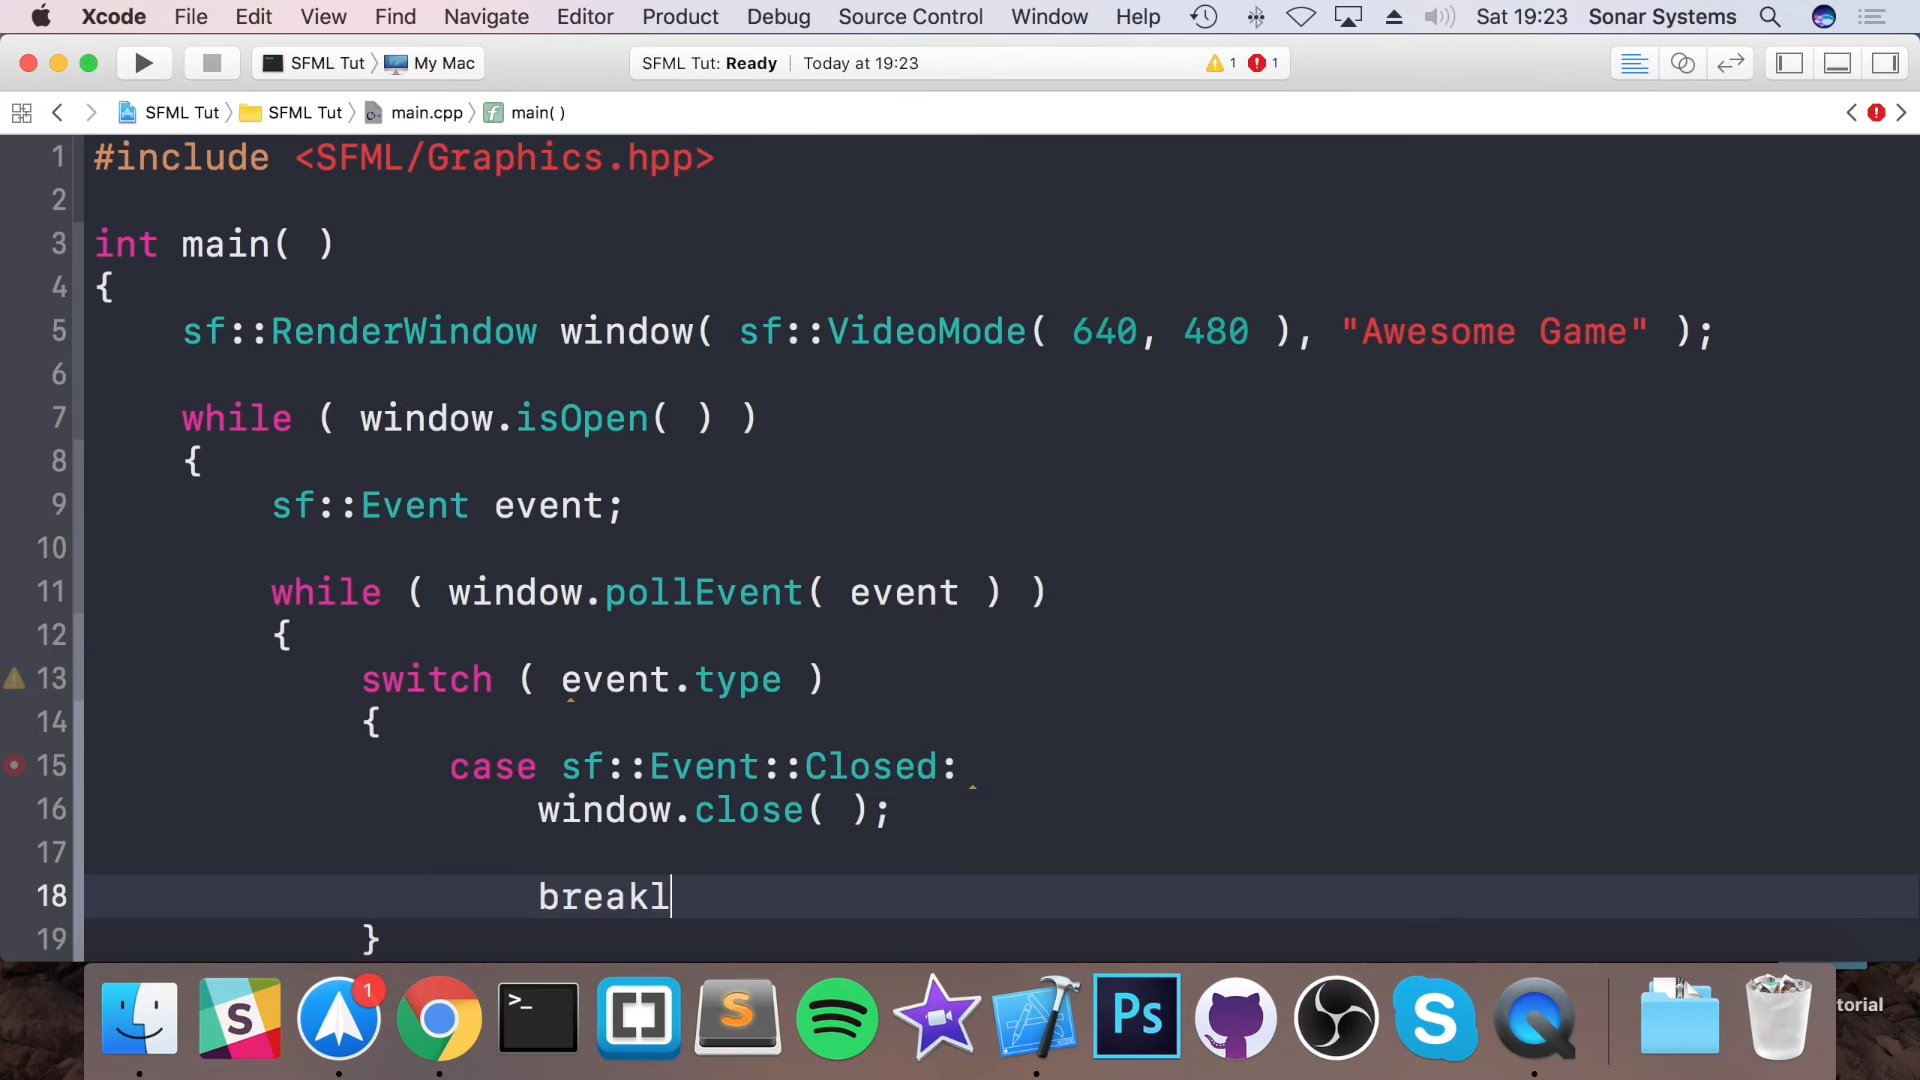 Xcode File Edit View Find Navigate Editor Product Debug Source Control Window Help Sat 19:23 Sonar Systems
SFML Tut My Mac SFML Tut: Ready Today at 19:23 1 1
SFML Tut SFML Tut main.cpp main( )
1 #include <SFML/Graphics.hpp>
2
3 int main( )
4 {
5 sf::RenderWindow window( sf::VideoMode( 640, 480 ), "Awesome Game" );
6
7 while ( window.isOpen( ) )
8 {
9 sf::Event event;
10
11 while ( window.pollEvent( event ) )
12 {
13 switch ( event.type )
14 {
15 case sf::Event::Closed:
16 window.close( );
17
18 breakl
19 }
1
S
>_
S
Ps
S
torial